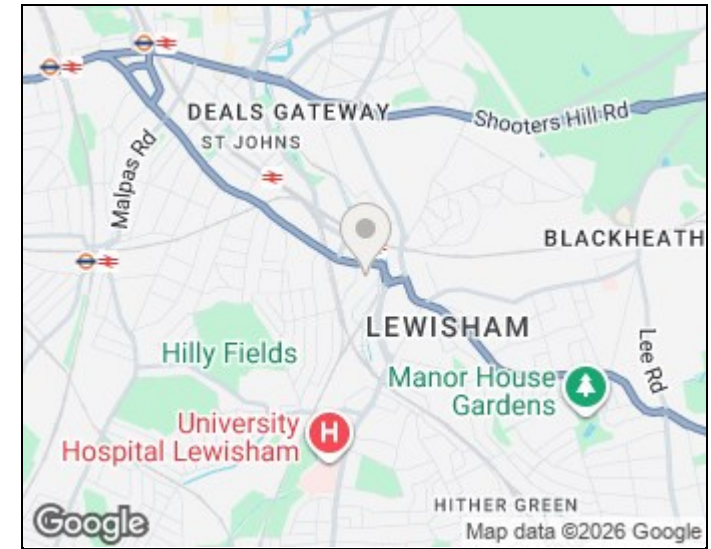 DEALS GATEWAY
Shooters Hill Rd
ST JOHNS
Malpas Rd
BLACKHEATH
LEWISHAM
Hilly Fields
Lee Rd
Manor House
Gardens
University
Hospital Lewisham
H
HITHER GREEN
Google
Map data ©2026 Google